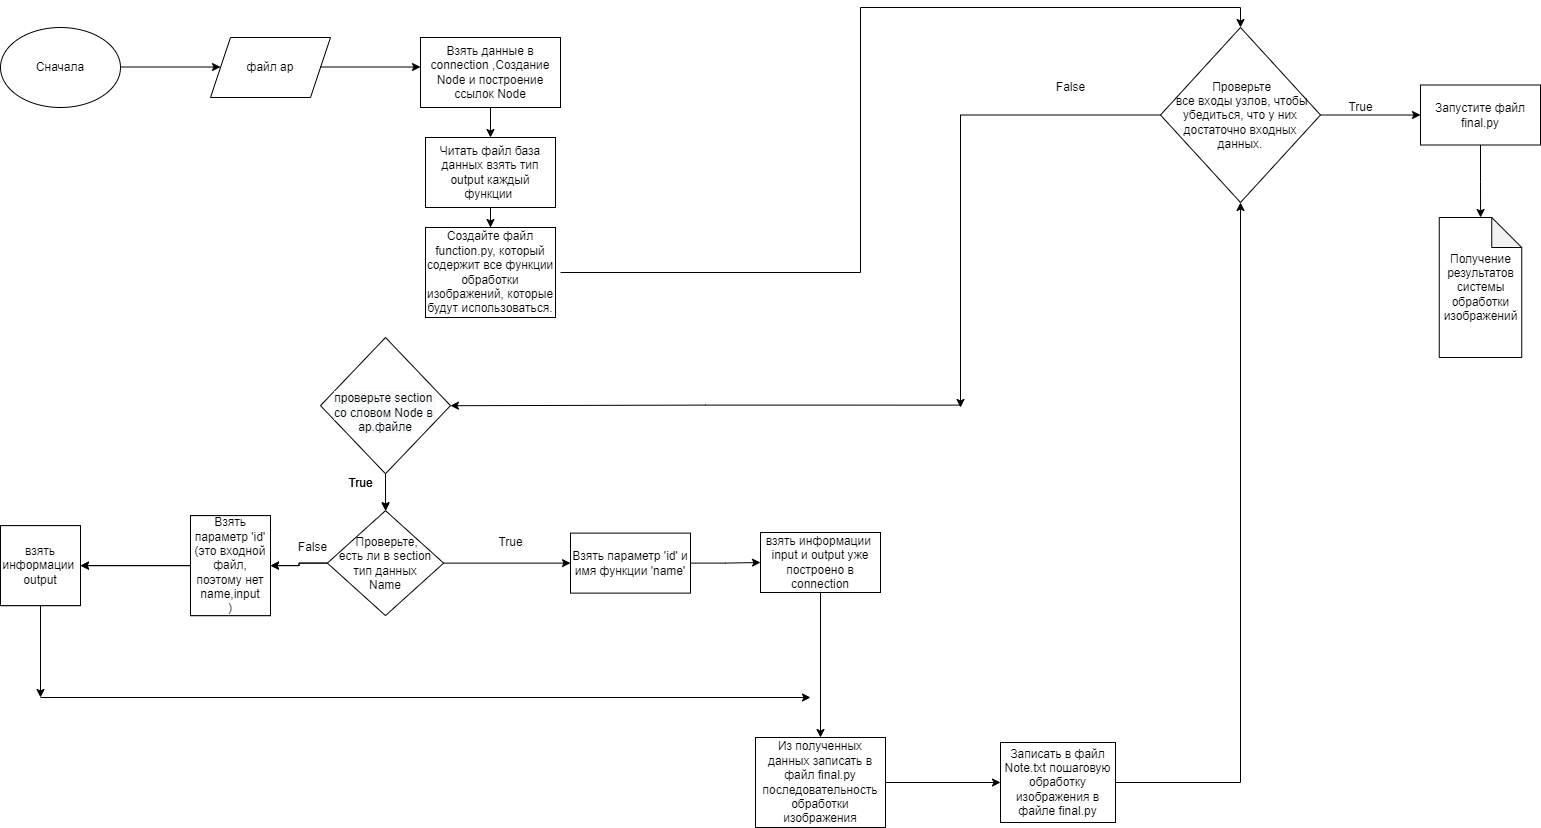 Сначала
файл ap
Взять данные в
connection ,Создание
Node и построение
ссылок Node
Читать файл база
данных взять тип
output каждый
функции
Создайте файл
function.py, который
содержит все функции
обработки
изображений, которые
будут использоваться.
False
Проверьте
все входы узлов, чтобы
убедиться, что у них
достаточно входных
данных.
True
Запустите файл
final.py
Получение
результатов
системы
обработки
изображений
проверьте section
со словом Node в
ap.файле
True
Проверьте,
есть ли в section
тип данных
Name
False
Взять
параметр 'id'
(это входной
файл,
поэтому нет
name,input
)
взять
информации
output
True
Взять параметр 'id' и
имя функции 'name'
взять информации
input и output уже
построено в
connection
Из полученных
данных записать в
файл final.py
последовательность
обработки
изображения
Записать в файл
Note.txt пошаговую
обработку
изображения в
файле final.py